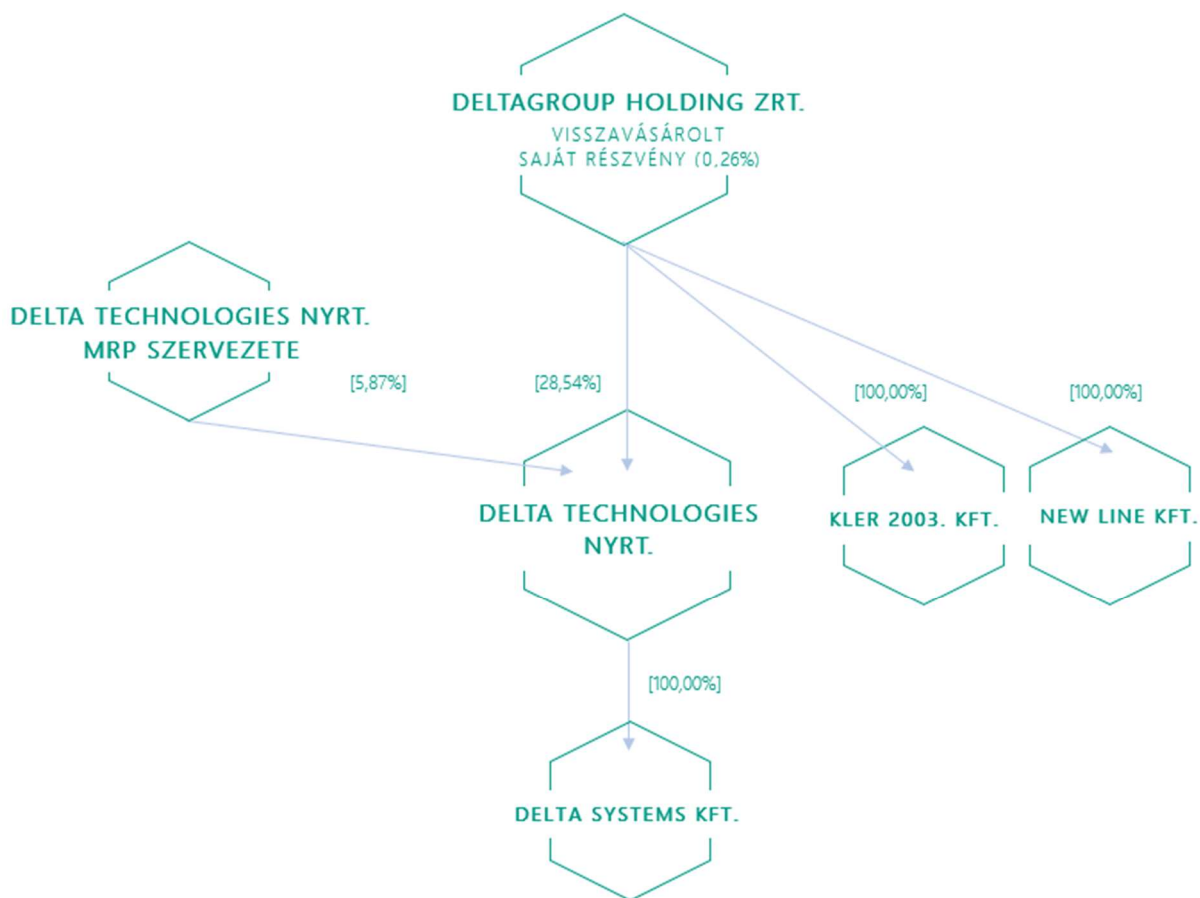 DELTAGROUP HOLDING ZRT.
VISSZAVÁSÁROLT
SAJÁT RÉSZVÉNY (0,26%)
DELTA TECHNOLOGIES NYRT.
MRP SZERVEZETE
[5,87%]
[28,54%]
[100,00%]
[100,00%]
DELTA TECHNOLOGIES
NYRT.
KLER 2003. KFT.
NEW LINE KFT.
[100,00%]
DELTA SYSTEMS KFT.